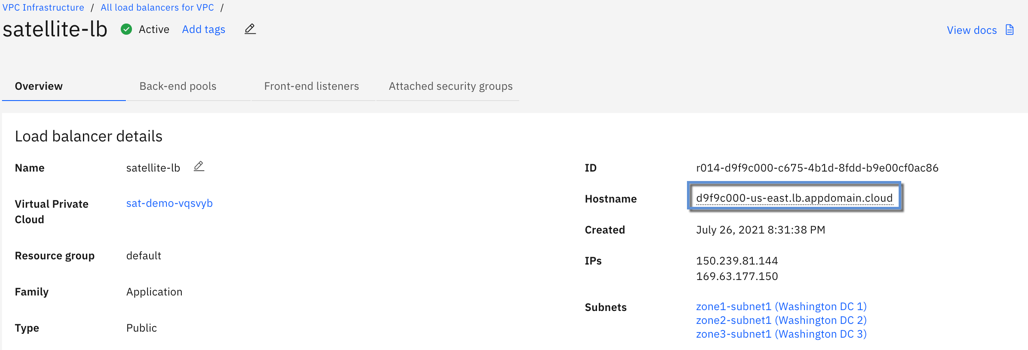 VPC Infrastructure / All load balancers for VPC /
satellite-lb Active Add tags View docs
Overview Back-end pools Front-end listeners Attached security groups
Load balancer details
Name satellite-lb
Virtual Private Cloud sat-demo-vqsvyb
Resource group default
Family Application
Type Public
ID r014-d9f9c000-c675-4b1d-8fdd-b9e00cf0ac86
Hostname d9f9c000-us-east.lb.appdomain.cloud
Created July 26, 2021 8:31:38 PM
IPs 150.239.81.144
169.63.177.150
Subnets zone1-subnet1 (Washington DC 1)
zone2-subnet1 (Washington DC 2)
zone3-subnet1 (Washington DC 3)